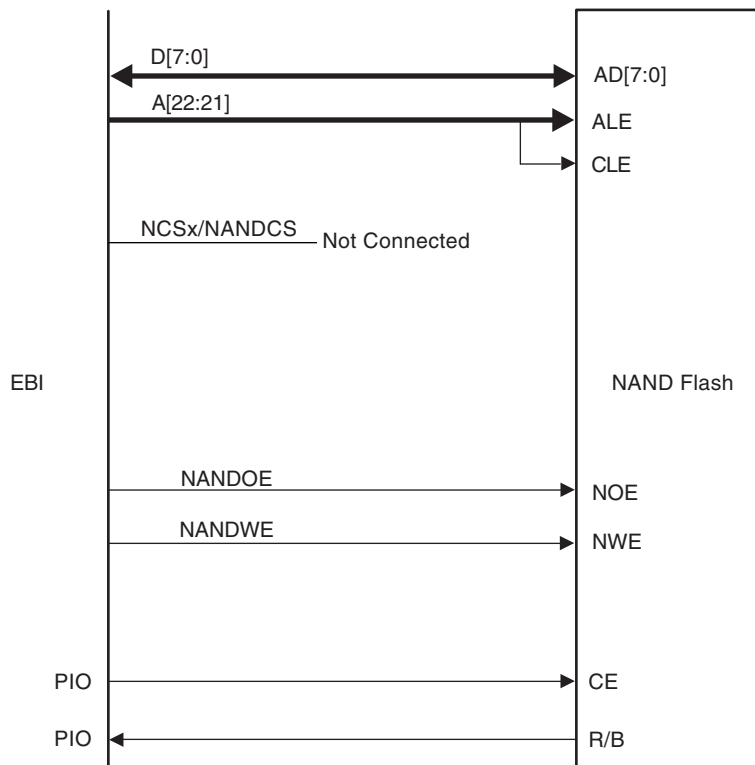 D[7:0]
AD[7:0]
A[22:21]
ALE
CLE
NCSx/NANDCS
Not Connected
EBI
NAND Flash
NANDOE
NOE
NANDWE
NWE
PIO
CE
PIO
R/B